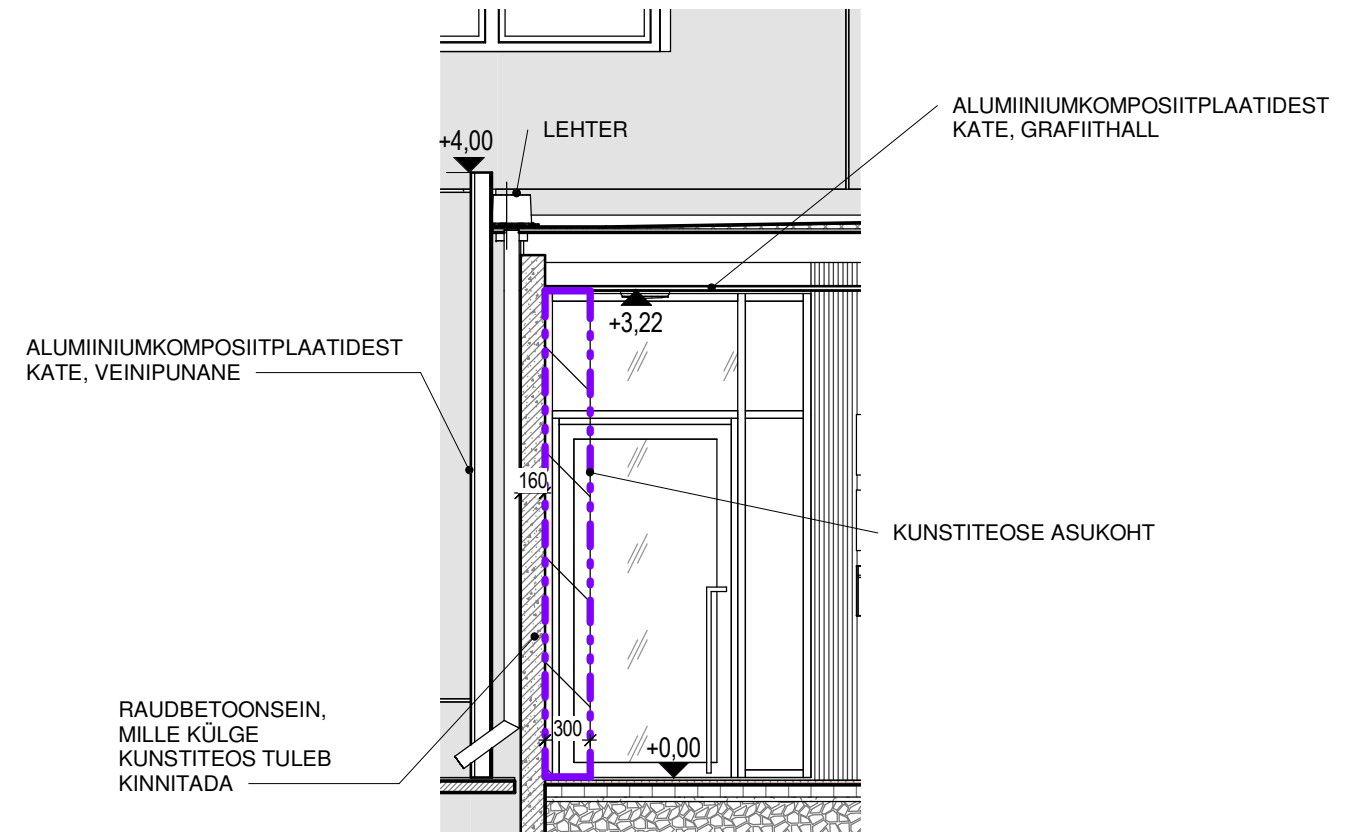 ALUMIINIUMKOMPOSIITPLAATIDEST
KATE, GRAFIITHALL
LEHTER
+4,00
+3,22
ALUMIINIUMKOMPOSIITPLAATIDEST
KATE, VEINIPUNANE
160
KUNSTITEOSE ASUKOHT
RAUDBETOONSEIN,
MILLE KÜLGE
KUNSTITEOS TULEB
KINNITADA
300
+0,00